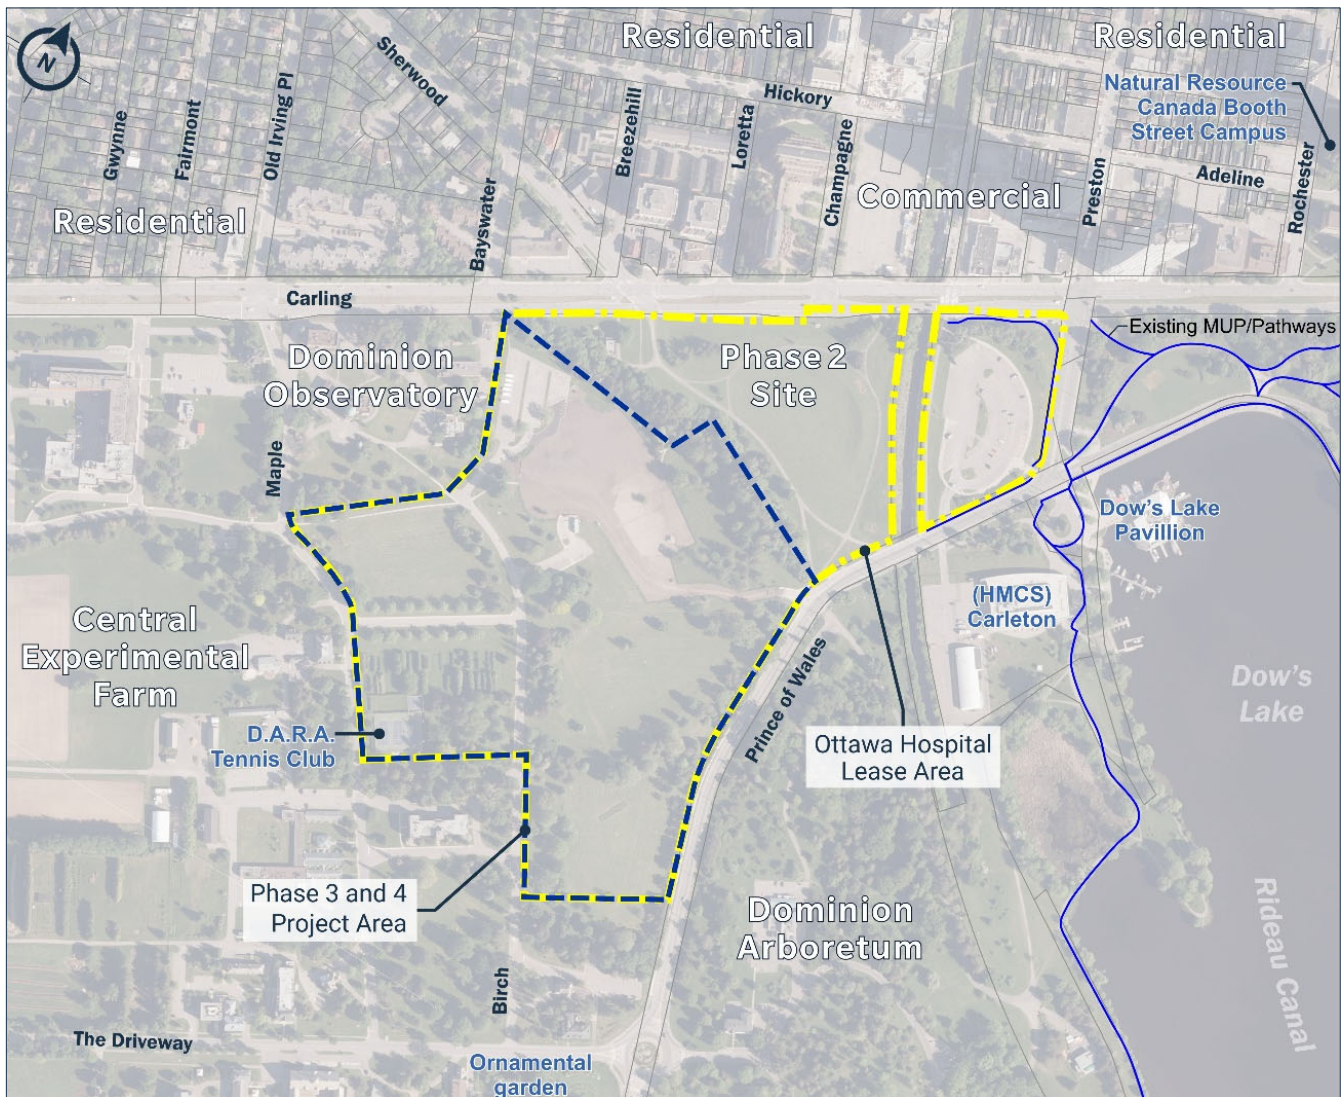 N
Residential
Residential
Sherwood
Hickory
Natural Resource
Canada Booth
Street Campus
Gwynne
Fairmont
Old Irving Pl
Breezehill
Loretta
Champagne
Preston
Adeline
Rochester
Residential
Bayswater
Commercial
Carling
Existing MUP/Pathways
Dominion
Observatory
Phase 2
Site
Maple
Dow's Lake
Pavillion
Central
Experimental
Farm
(HMCS)
Carleton
Prince of Wales
Dow's
Lake
D.A.R.A.
Tennis Club
Ottawa Hospital
Lease Area
Phase 3 and 4
Project Area
Dominion
Arboretum
Rideau Canal
Birch
The Driveway
Ornamental
garden